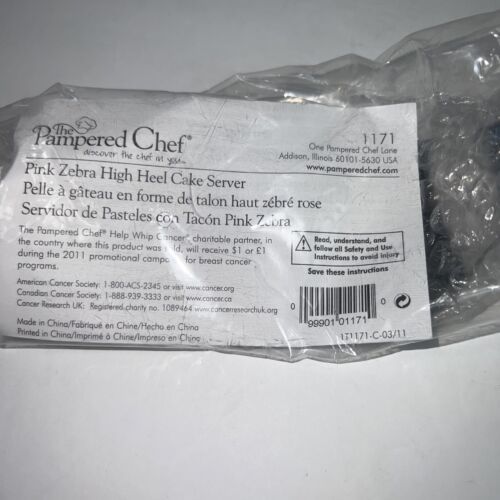 The
Pampered Chef®
discover the chef in you.
1171
One Pampered Chef Lane
Addison, Illinois 60101-5630 USA
www.pamperedchef.com
Pink Zebra High Heel Cake Server
Pelle à gâteau en forme de talon haut zébré rose
Servidor de Pasteles con Tacón Pink Zebra
The Pampered Chef® Help Whip Cancer® charitable partner, in
the country where this product was sold, will receive $1 or £1
during the 2011 promotional campaign for breast cancer
programs.
Read, understand, and
follow all Safety and Use
Instructions to avoid injury
Save these instructions
American Cancer Society: 1-800-ACS-2345 or visit www.cancer.org
Canadian Cancer Society: 1-888-939-3333 or visit www.cancer.ca
Cancer Research UK: Registered charity no. 1089464 www.cancerresearchuk.org
Made in China/Fabriqué en Chine/Hecho en China
Printed in China/Imprimé à Chine/Impreso en China
0 99901 01171 0
LT1171-C-03/11